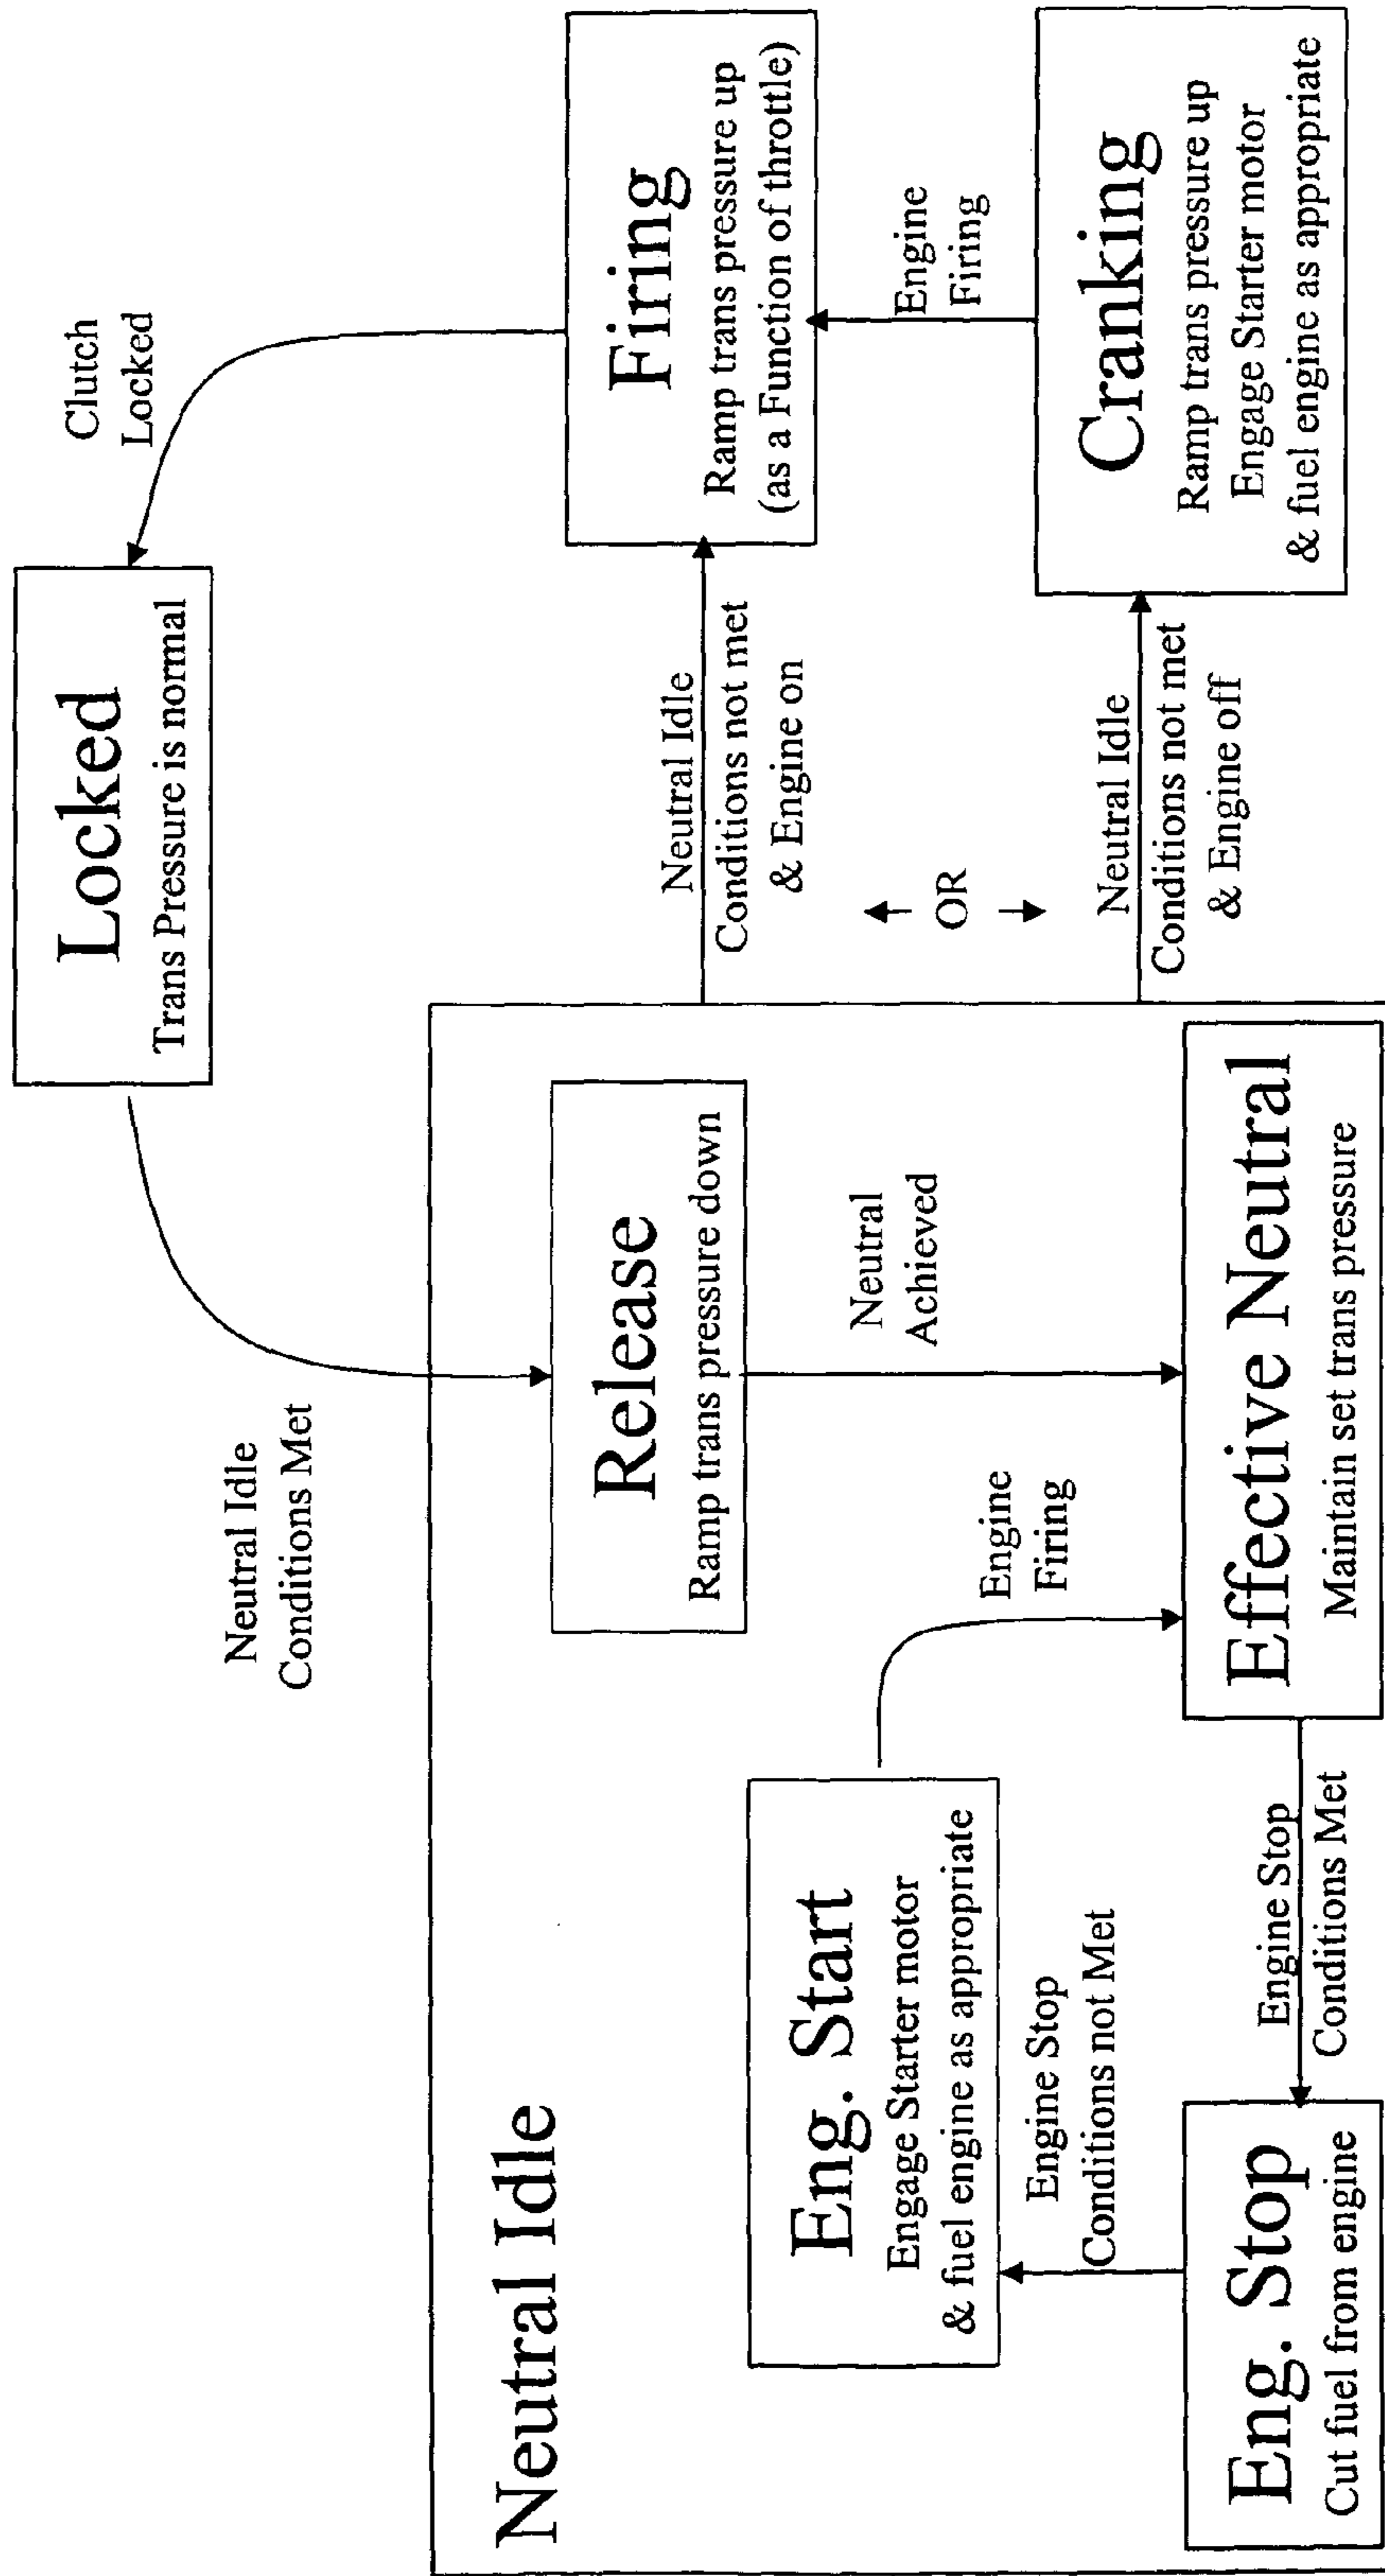 Locked
Trans Pressure is normal
Clutch
Locked
Neutral Idle
Conditions Met
Neutral Idle
Release
Ramp trans pressure down
Firing
Ramp trans pressure up
(as a Function of throttle)
Neutral Idle
Conditions not met
& Engine on
OR
Neutral Idle
Conditions not met
& Engine off
Engine
Firing
Cranking
Ramp trans pressure up
Engage Starter motor
& fuel engine as appropriate
Neutral
Achieved
Eng. Start
Engage Starter motor
& fuel engine as appropriate
Engine
Firing
Engine Stop
Conditions not Met
Eng. Stop
Cut fuel from engine
Engine Stop
Conditions Met
Effective Neutral
Maintain set trans pressure